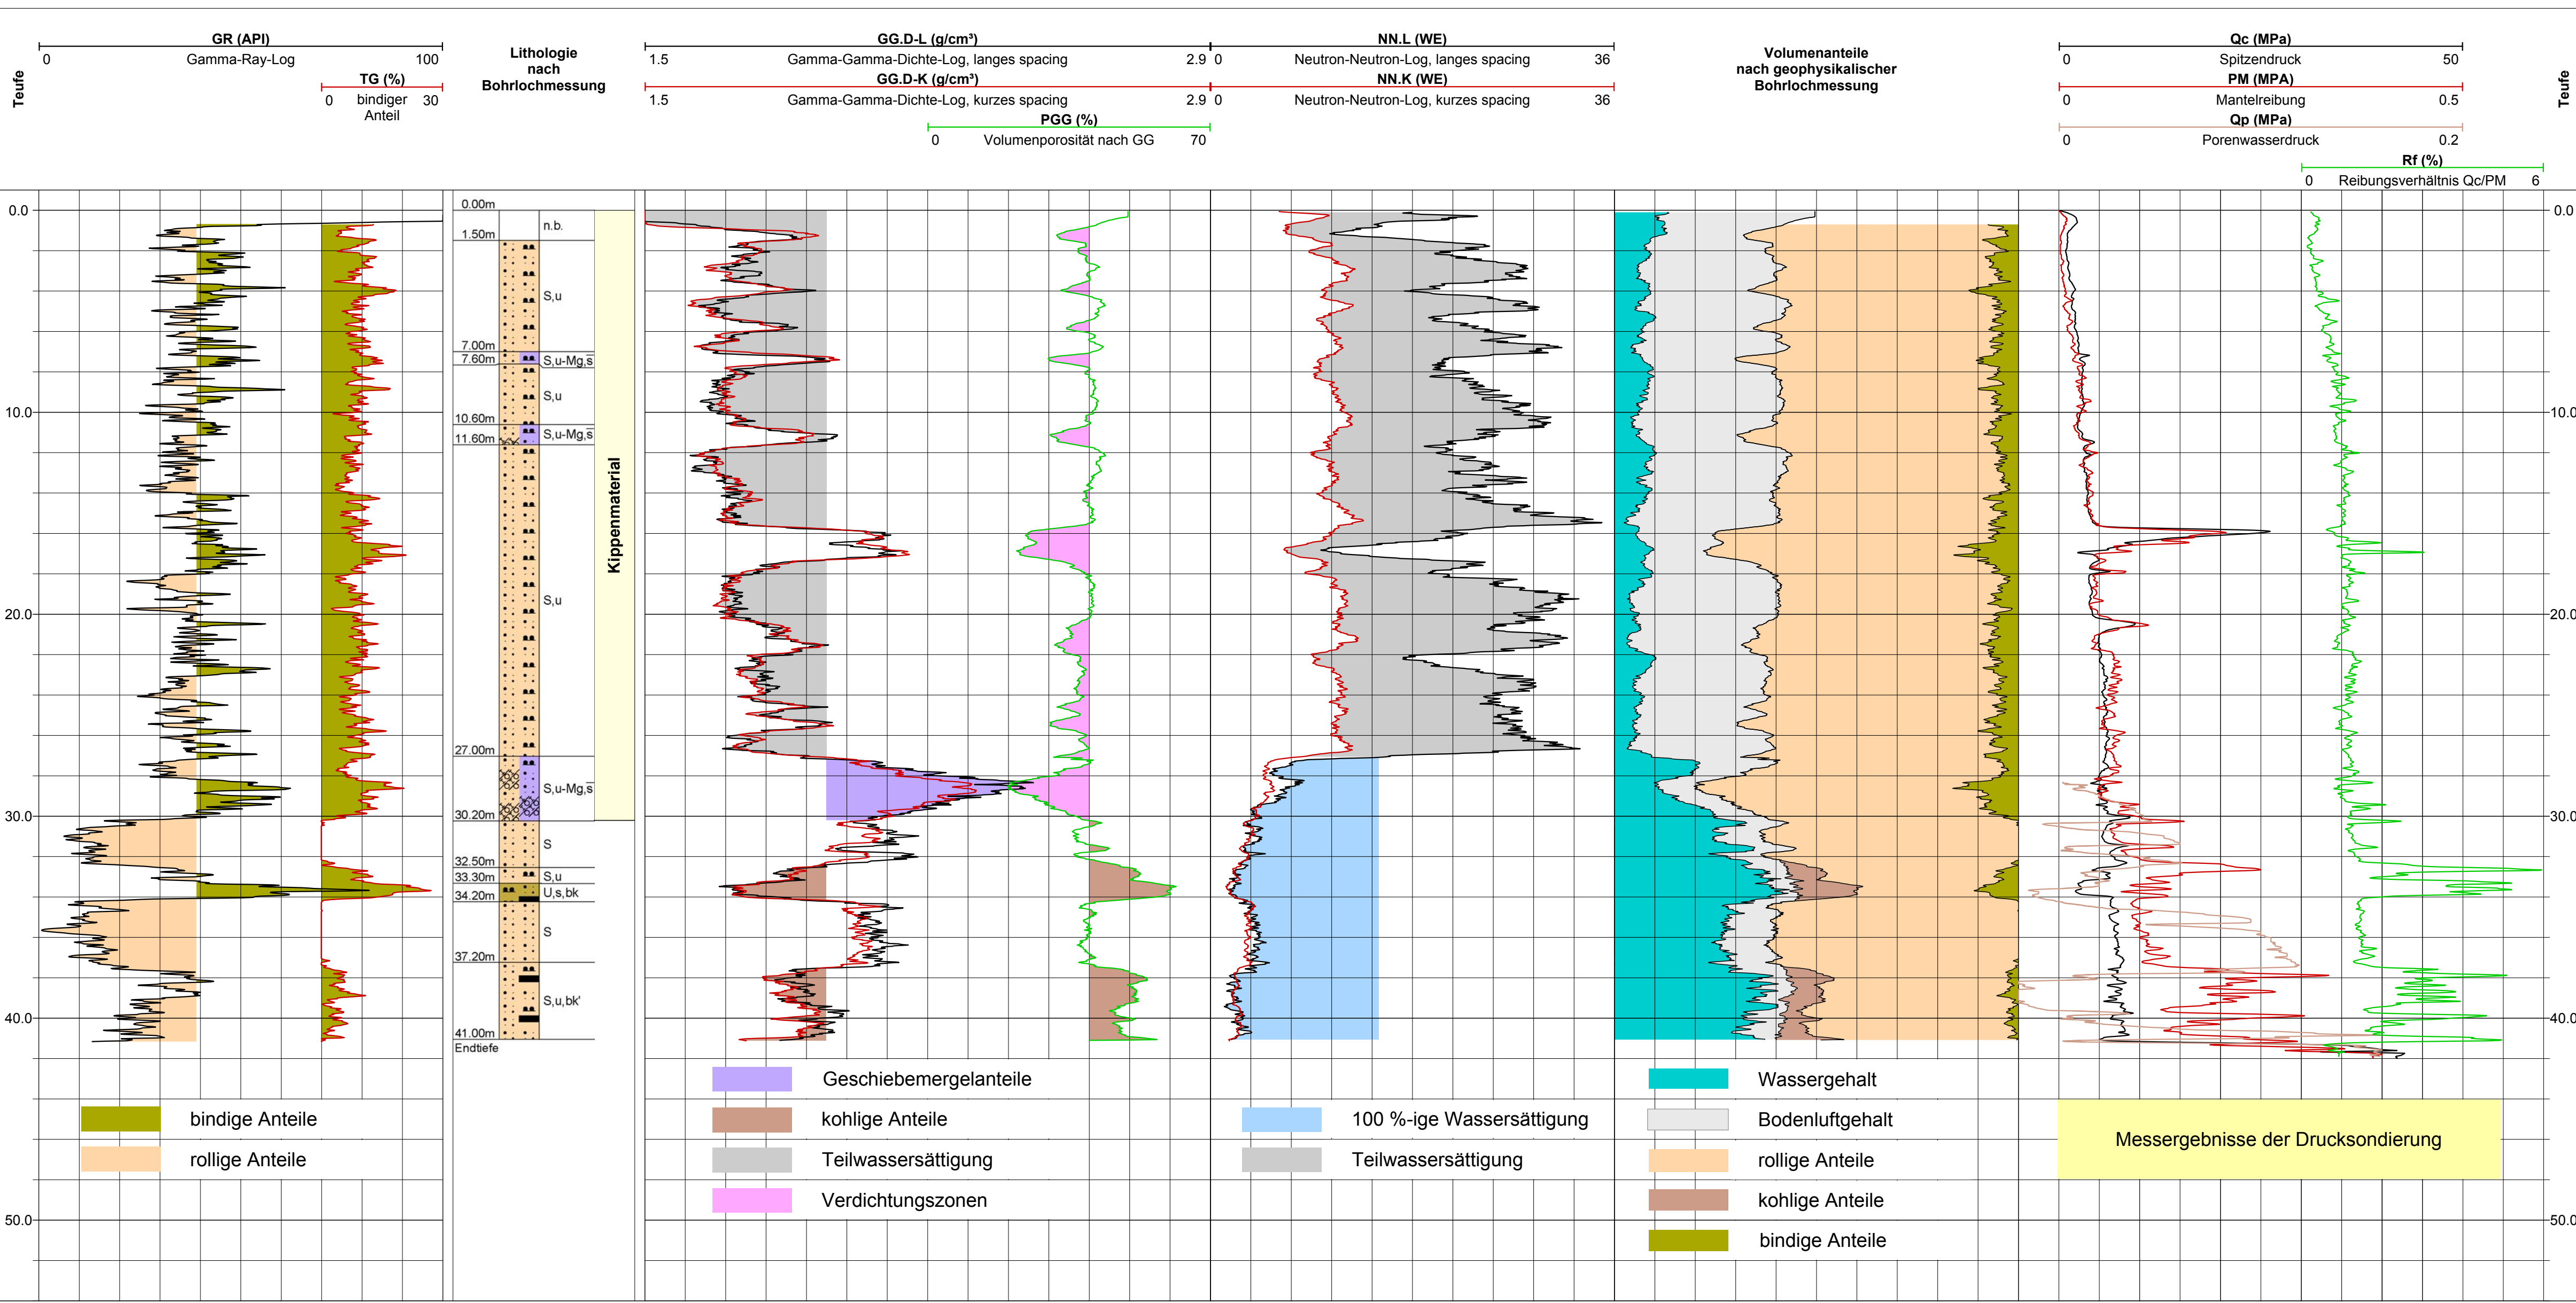 GR (API)
0 Gamma-Ray-Log 100
TG (%)
0 bindiger 30
Anteil
Teufe
Lithologie
nach
Bohrlochmessung
GG.D-L (g/cm³)
1.5 Gamma-Gamma-Dichte-Log, langes spacing 2.9
GG.D-K (g/cm³)
1.5 Gamma-Gamma-Dichte-Log, kurzes spacing 2.9
PGG (%)
0 Volumenporosität nach GG 70
NN.L (WE)
0 Neutron-Neutron-Log, langes spacing 36
NN.K (WE)
0 Neutron-Neutron-Log, kurzes spacing 36
Volumenanteile
nach geophysikalischer
Bohrlochmessung
Qc (MPa)
0 Spitzendruck 50
PM (MPA)
0 Mantelreibung 0.5
Qp (MPa)
0 Porenwasserdruck 0.2
Rf (%)
0 Reibungsverhältnis Qc/PM 6
Teufe
0.0
10.0
20.0
30.0
40.0
50.0
0.00m
n.b.
1.50m
S,u
7.00m
7.60m
S,u-Mg,s̅
S,u
10.60m
11.60m
S,u-Mg,s̅
S,u
27.00m
S,u-Mg,s̅
30.20m
S
32.50m
S,u
33.30m
U,s,bk
34.20m
S
37.20m
S,u,bk'
41.00m
Endtiefe
Kippenmaterial
0.0
10.0
20.0
30.0
40.0
50.0
bindige Anteile
rollige Anteile
Geschiebemergelanteile
kohlige Anteile
Teilwassersättigung
Verdichtungszonen
100 %-ige Wassersättigung
Teilwassersättigung
Wassergehalt
Bodenluftgehalt
rollige Anteile
kohlige Anteile
bindige Anteile
Messergebnisse der Drucksondierung